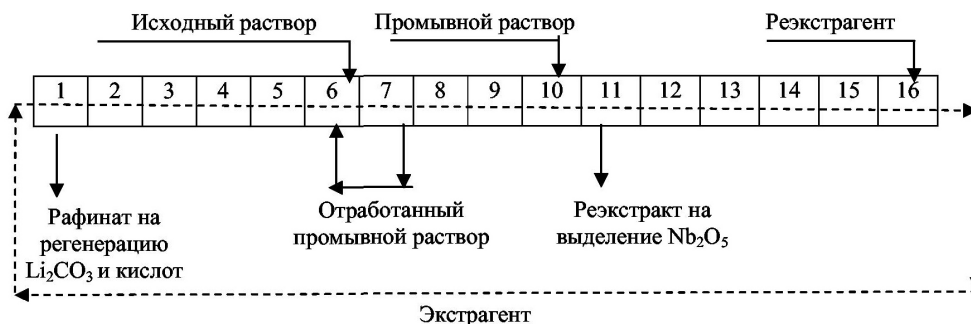 Исходный раствор
Промывной раствор
Реэкстрагент
1 2 3 4 5 6 7 8 9 10 11 12 13 14 15 16
Рафинат на
регенерацию
Li₂CO₃ и кислот
Отработанный
промывной раствор
Реэкстракт на
выделение Nb₂O₅
Экстрагент